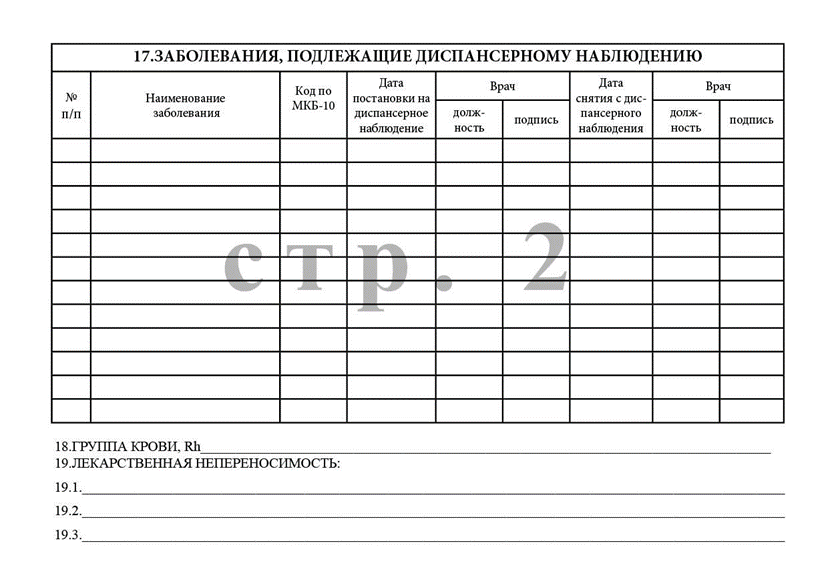 17.ЗАБОЛЕВАНИЯ, ПОДЛЕЖАЩИЕ ДИСПАНСЕРНОМУ НАБЛЮДЕНИЮ
№
п/п
Наименование
заболевания
Код по
МКБ-10
Дата
постановки на
диспансерное
наблюдение
Врач
долж-
ность
подпись
Дата
снятия с дис-
пансерного
наблюдения
Врач
долж-
ность
подпись
стр. 2
18.ГРУППА КРОВИ, Rh
19.ЛЕКАРСТВЕННАЯ НЕПЕРЕНОСИМОСТЬ:
19.1.
19.2.
19.3.